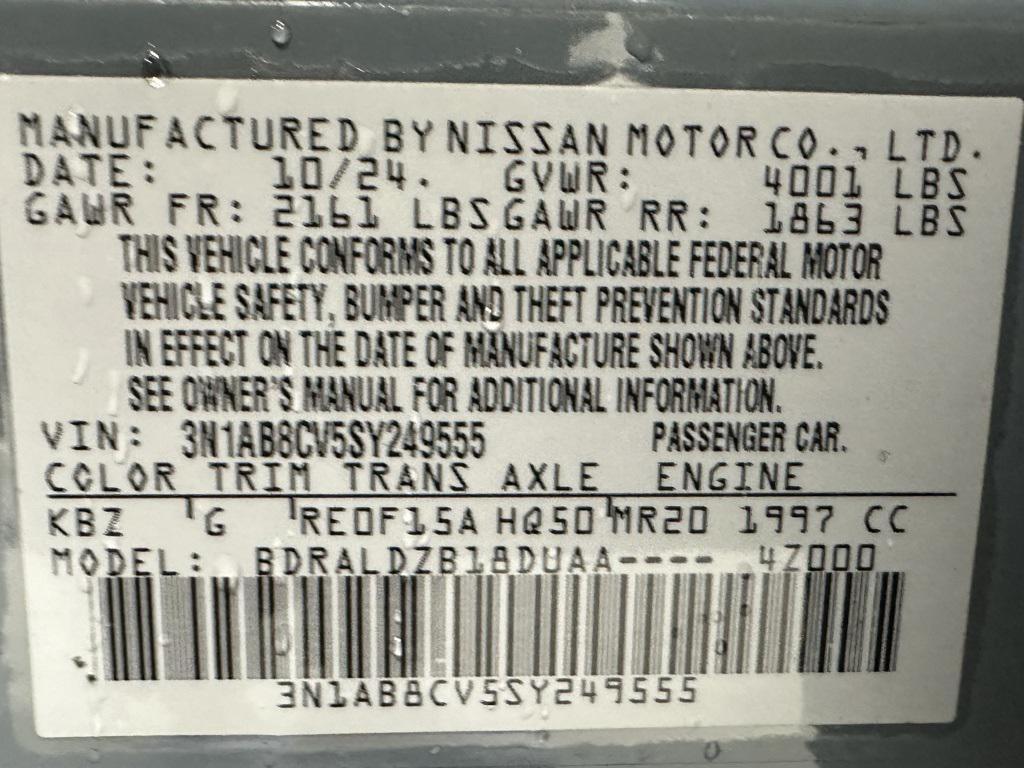 MANUFACTURED BY NISSAN MOTOR CO., LTD.
DATE: 10/24. GVWR: 4001 LBS
GAWR FR: 2161 LBS GAWR RR: 1863 LBS
THIS VEHICLE CONFORMS TO ALL APPLICABLE FEDERAL MOTOR
VEHICLE SAFETY, BUMPER AND THEFT PREVENTION STANDARDS
IN EFFECT ON THE DATE OF MANUFACTURE SHOWN ABOVE.
SEE OWNER'S MANUAL FOR ADDITIONAL INFORMATION.
VIN: 3N1AB8CV5SY249555 PASSENGER CAR.
COLOR TRIM TRANS AXLE ENGINE
KBZ G RE0F15A HQ50 MR20 1997 CC
MODEL: BDRALDZB18DUAA---- 4Z000
3N1AB8CV5SY249555